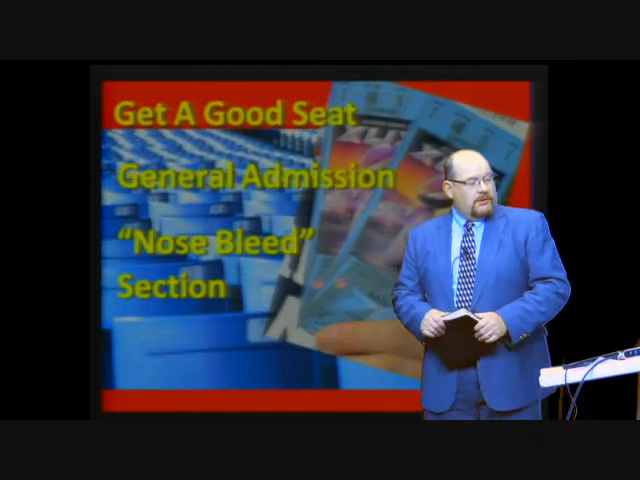 Get A Good Seat
General Admission
“Nose Bleed”
Section